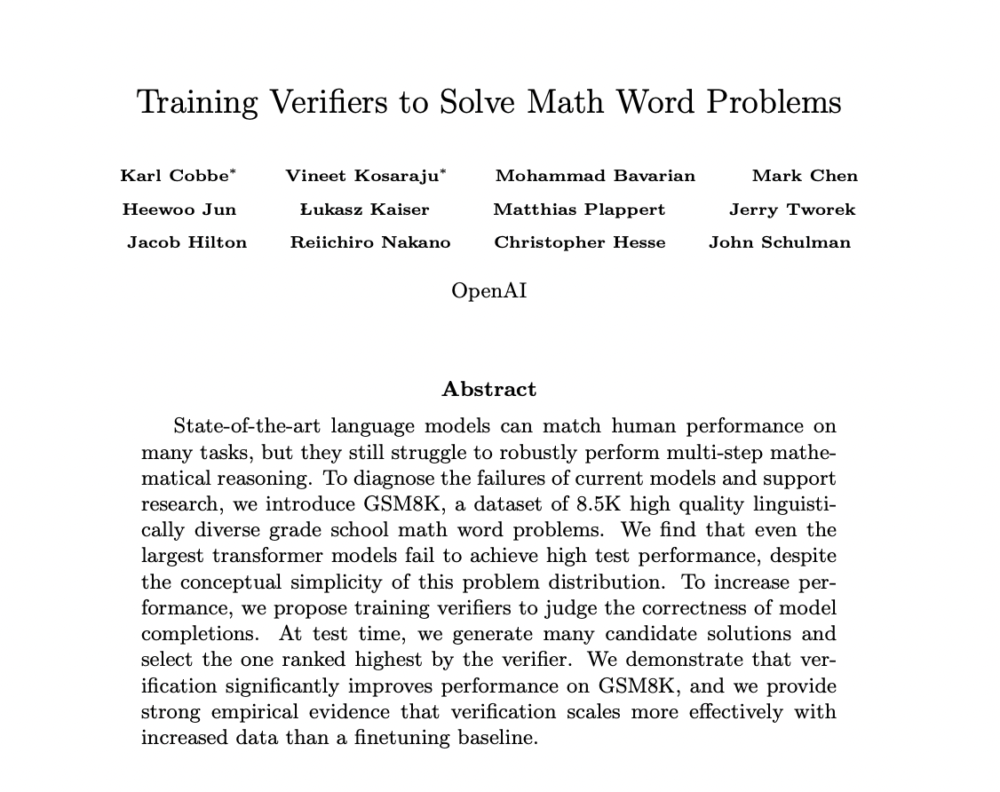 Training Verifiers to Solve Math Word Problems
Karl Cobbe* Vineet Kosaraju* Mohammad Bavarian Mark Chen
Heewoo Jun Łukasz Kaiser Matthias Plappert Jerry Tworek
Jacob Hilton Reiichiro Nakano Christopher Hesse John Schulman
OpenAI
Abstract
State-of-the-art language models can match human performance on
many tasks, but they still struggle to robustly perform multi-step mathe-
matical reasoning. To diagnose the failures of current models and support
research, we introduce GSM8K, a dataset of 8.5K high quality linguisti-
cally diverse grade school math word problems. We find that even the
largest transformer models fail to achieve high test performance, despite
the conceptual simplicity of this problem distribution. To increase per-
formance, we propose training verifiers to judge the correctness of model
completions. At test time, we generate many candidate solutions and
select the one ranked highest by the verifier. We demonstrate that ver-
ification significantly improves performance on GSM8K, and we provide
strong empirical evidence that verification scales more effectively with
increased data than a finetuning baseline.